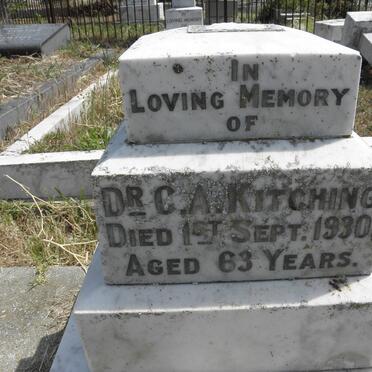 IN
LOVING MEMORY
OF
DR C.A. KITCHING
DIED 1ST SEPT. 1930
AGED 63 YEARS.